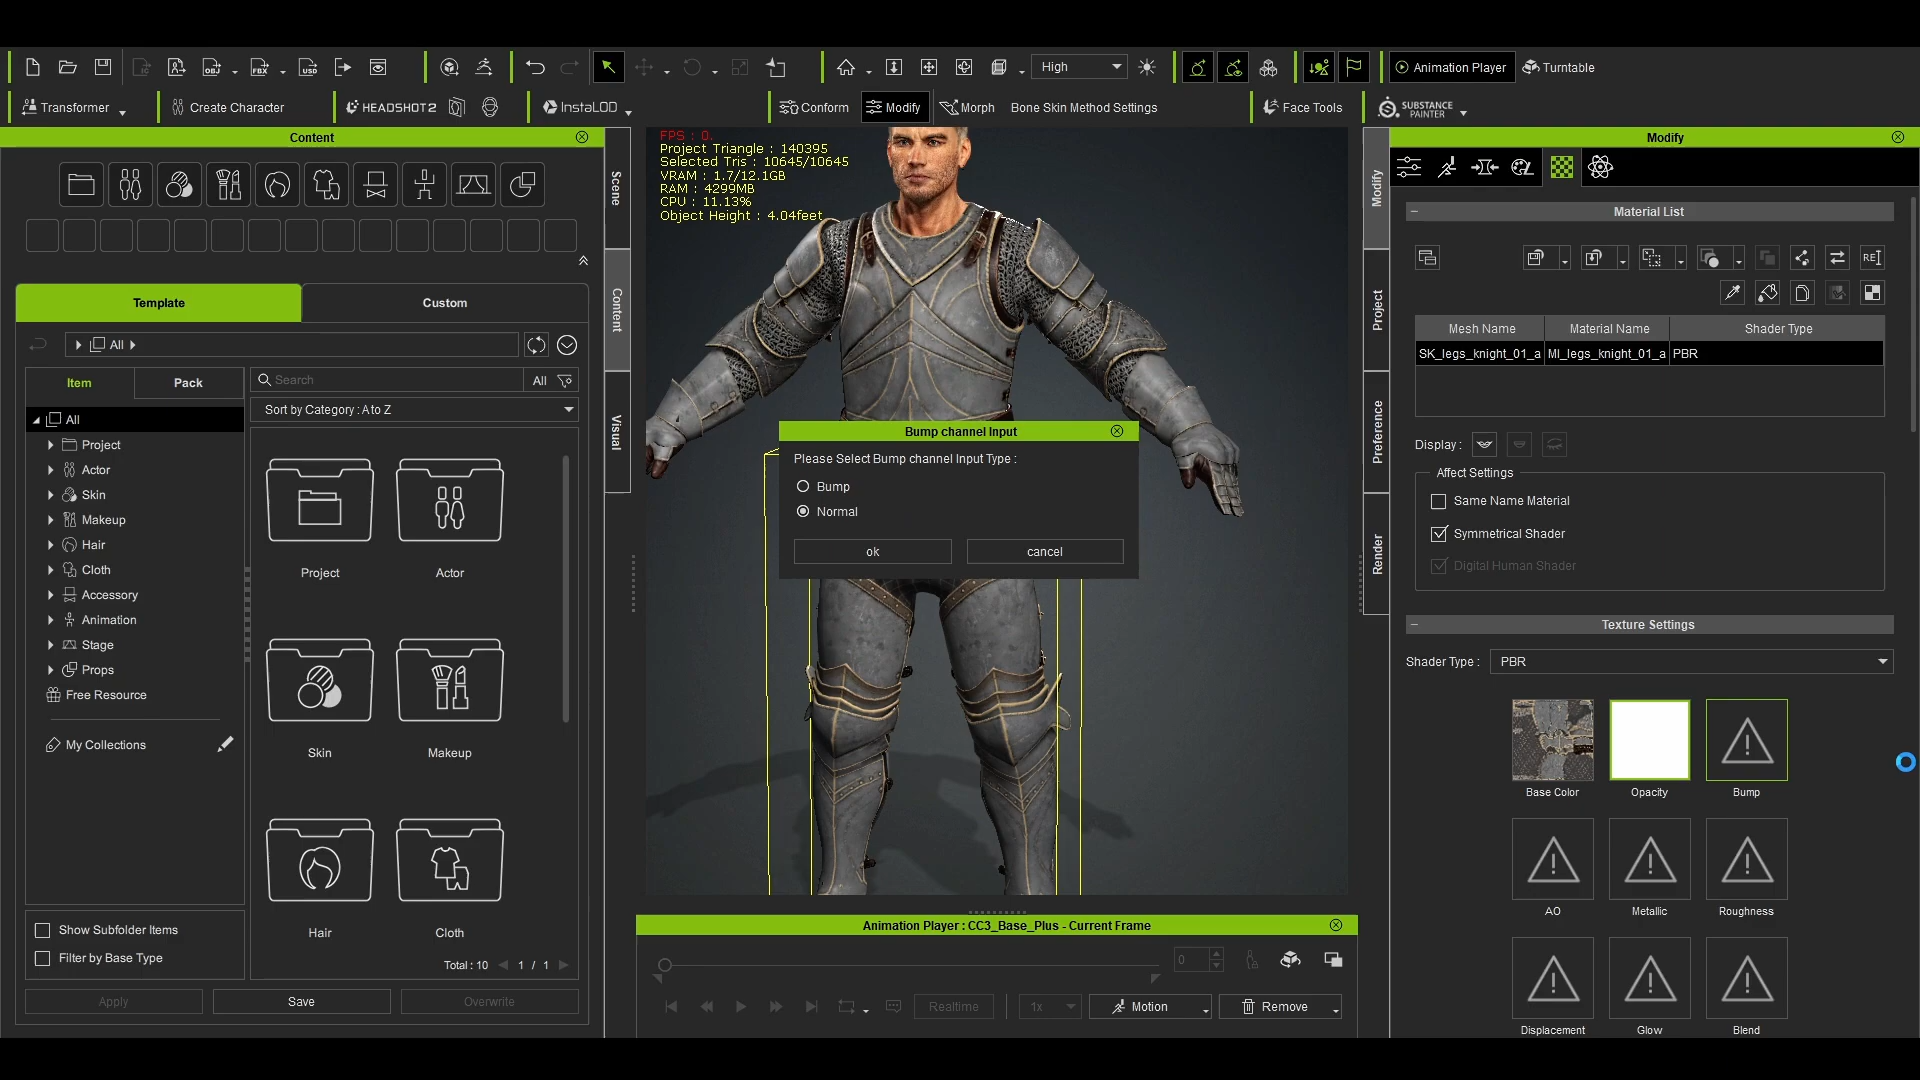 High
Animation Player
Turntable
Transformer
Create Character
HEADSHOT2
InstaLOD
Conform
Modify
Morph
Bone Skin Method Settings
Face Tools
SUBSTANCE
PAINTER
Content
Template
Custom
All
Item
Pack
Search
All
Sort by Category : A to Z
All
Project
Actor
Skin
Makeup
Hair
Cloth
Accessory
Animation
Stage
Props
Free Resource
My Collections
Project
Actor
Skin
Makeup
Hair
Cloth
Show Subfolder Items
Filter by Base Type
Total : 10
1 / 1
Apply
Save
Overwrite
Scene
Content
Visual
FPS : 0.
Project Triangle : 140395
Selected Tris : 10645/10645
VRAM : 1.7/12.1GB
RAM : 4299MB
CPU : 11.13%
Object Height : 4.04feet
Bump channel Input
Please Select Bump channel Input Type :
Bump
Normal
ok
cancel
Animation Player : CC3_Base_Plus - Current Frame
0
Realtime
1x
Motion
Remove
Modify
Project
Preference
Render
Modify
Material List
RE
Mesh Name
Material Name
Shader Type
SK_legs_knight_01_a
MI_legs_knight_01_a
PBR
Display :
Affect Settings
Same Name Material
Symmetrical Shader
Digital Human Shader
Texture Settings
Shader Type :
PBR
Base Color
Opacity
Bump
AO
Metallic
Roughness
Displacement
Glow
Blend